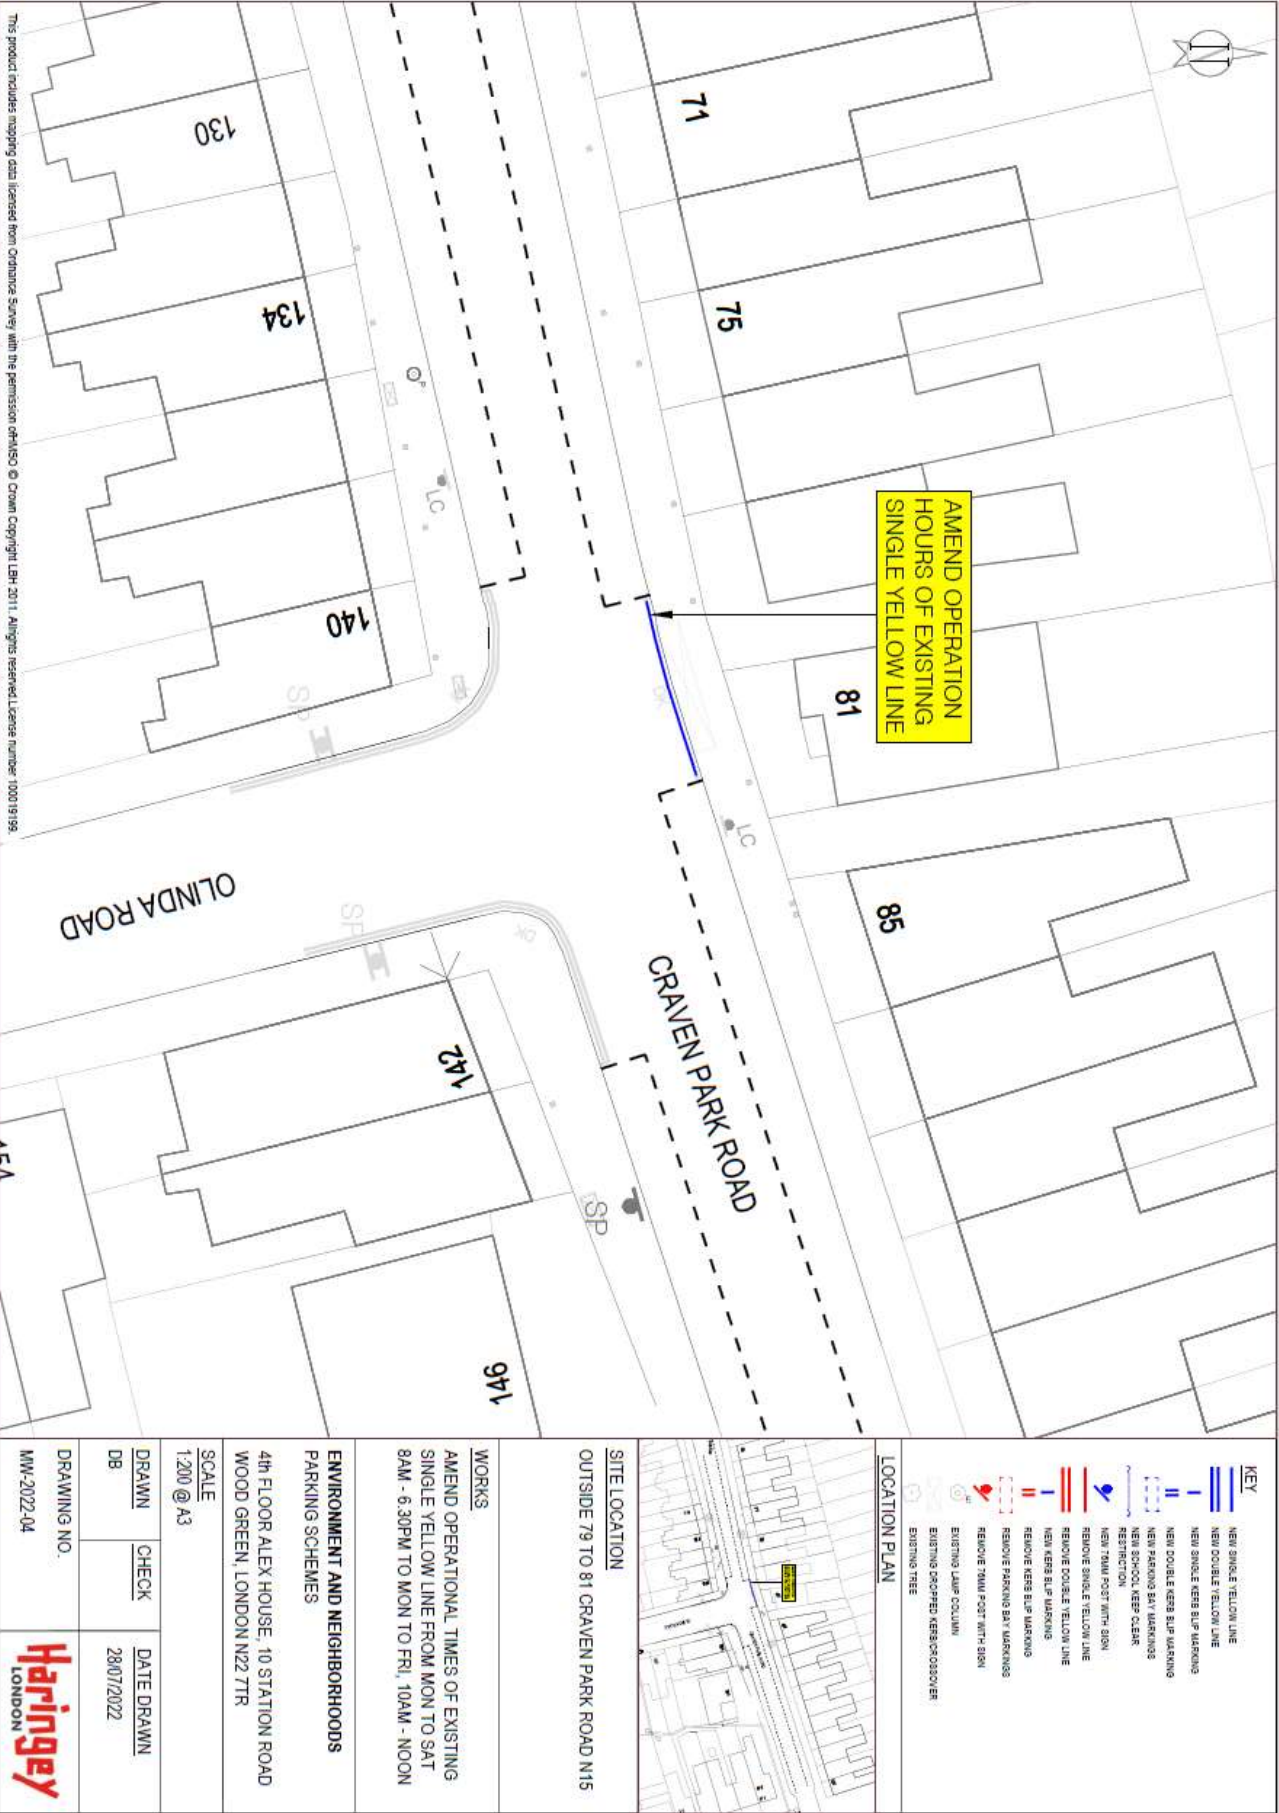 71
75
81
85
130
134
140
142
146
AMEND OPERATION
HOURS OF EXISTING
SINGLE YELLOW LINE
LC
LC
SP
SP
SP
DK
DK
CRAVEN PARK ROAD
OLINDA ROAD
KEY
NEW SINGLE YELLOW LINE
NEW DOUBLE YELLOW LINE
NEW SINGLE KERB BLIP MARKING
NEW DOUBLE KERB BLIP MARKING
NEW PARKING BAY MARKINGS
NEW SCHOOL KEEP CLEAR
RESTIRCTION
NEW 76MM POST WITH SIGN
REMOVE SINGLE YELLOW LINE
REMOVE DOUBLE YELLOW LINE
NEW KERB BLIP MARKING
REMOVE KERB BLIP MARKING
REMOVE PARKING BAY MARKINGS
REMOVE 76MM POST WITH SIGN
EXISTING LAMP COLUMN
EXISTING DROPPED KERB/CROSSOVER
EXISTING TREE
LOCATION PLAN
SITE LOCATION
OUTSIDE 79 TO 81 CRAVEN PARK ROAD N15
WORKS
AMEND OPERATIONAL TIMES OF EXISTING
SINGLE YELLOW LINE FROM MON TO SAT
8AM - 6.30PM TO MON TO FRI, 10AM - NOON
ENVIRONMENT AND NEIGHBORHOODS
PARKING SCHEMES
4th FLOOR ALEX HOUSE, 10 STATION ROAD
WOOD GREEN, LONDON N22 7TR
SCALE
1:200 @ A3
DRAWN CHECK DATE DRAWN
DB 28/07/2022
DRAWING NO.
MW-2022-04
Haringey
LONDON
This product includes mapping data licensed from Ordnance Survey with the permission of HMSO © Crown Copyright LBH 2011. All rights reserved.License number 100019199.